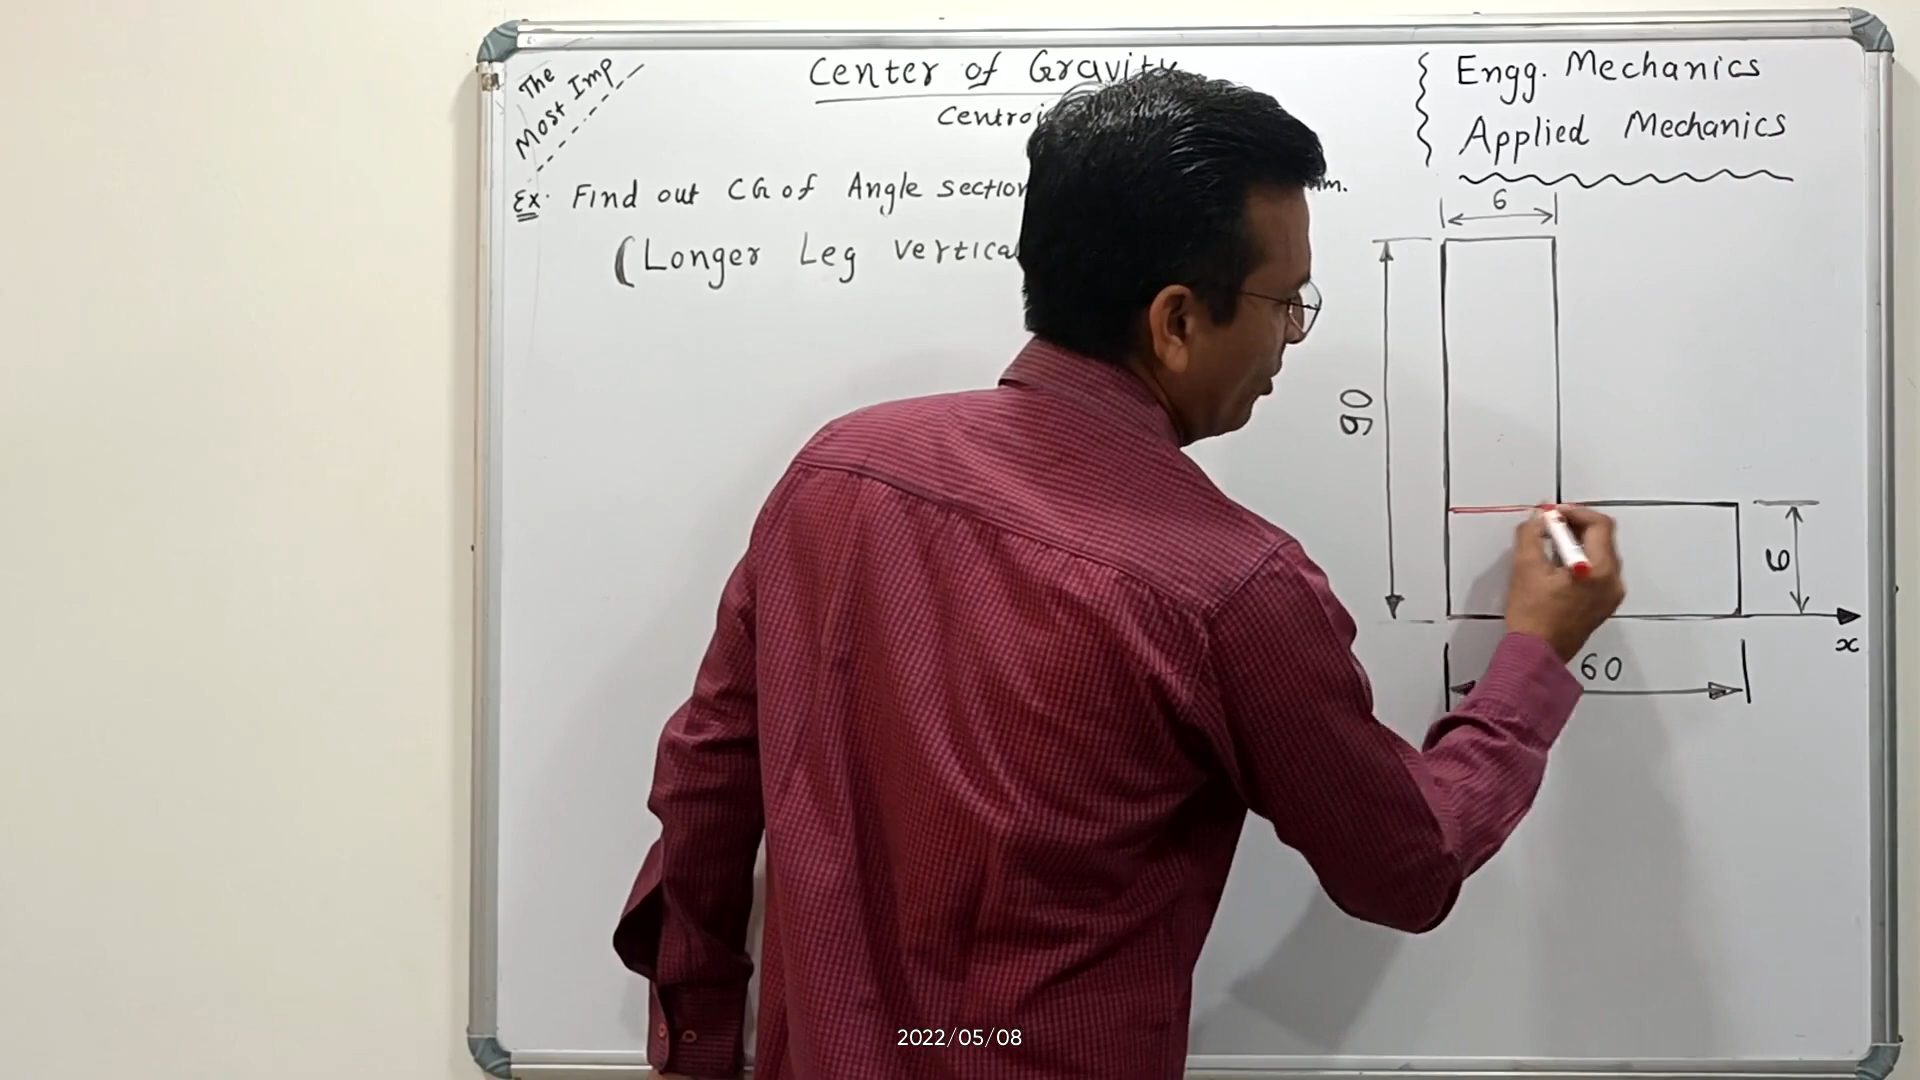 The
Most Imp
Center of Gravity
Engg. Mechanics
Applied Mechanics
Ex. Find out CG of Angle section
(Longer Leg Vertical
6
90
6
x
60
2022/05/08